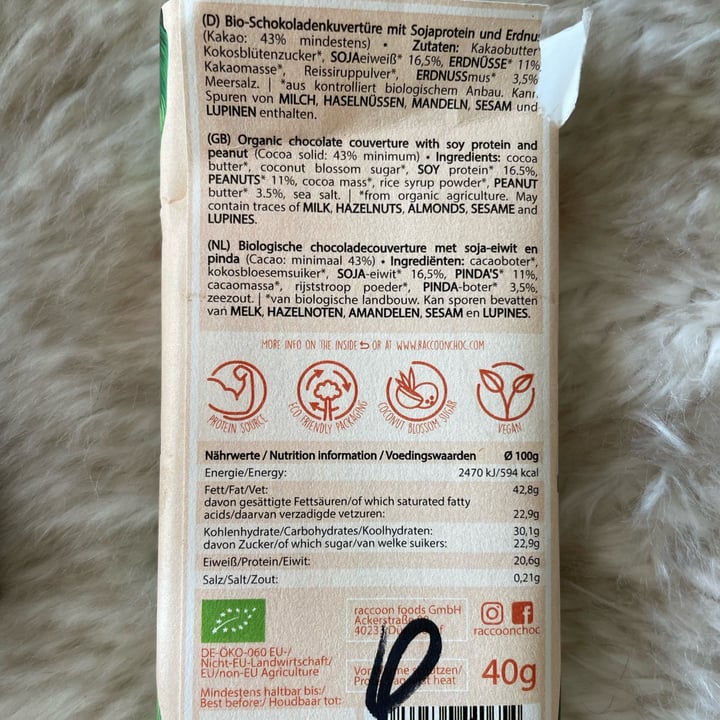 (D) Bio-Schokoladenkuvertüre mit Sojaprotein und
(Kakao: 43% mindestens) • Zutaten: Kakaobutter
Kokosblütenzucker*, SOJAeiweiß* 16,5%, ERDNÜSSE* 11%
Kakaomasse*, Reissiruppulver*, ERDNUSSmus* 3,5%
Meersalz. | *aus kontrolliert biologischem Anbau. Kann
Spuren von MILCH, HASELNÜSSEN, MANDELN, SESAM und
LUPINEN enthalten.
(GB) Organic chocolate couverture with soy protein and
peanut (Cocoa solid: 43% minimum) • Ingredients: cocoa
butter*, coconut blossom sugar*, SOY protein* 16.5%,
PEANUTS* 11%, cocoa mass*, rice syrup powder*, PEANUT
butter* 3.5%, sea salt. | *from organic agriculture. May
contain traces of MILK, HAZELNUTS, ALMONDS, SESAME and
LUPINES.
(NL) Biologische chocoladecouverture met soja-eiwit en
pinda (Cacao: minimaal 43%) • Ingrediënten: cacaoboter*,
kokosbloesemsuiker*, SOJA-eiwit* 16,5%, PINDA'S* 11%,
cacaomassa*, rijststroop poeder*, PINDA-boter* 3,5%,
zeezout. | *van biologische landbouw. Kan sporen bevatten
van MELK, HAZELNOTEN, AMANDELEN, SESAM en LUPINES.
MORE INFO ON THE INSIDE OR AT WWW.RACCOONCHOC.COM
PROTEIN SOURCE
ECO FRIENDLY PACKAGING
COCONUT BLOSSOM SUGAR
VEGAN
Nährwerte / Nutrition information / Voedingswaarden Ø 100g
Energie/Energy: 2470 kJ/594 kcal
Fett/Fat/Vet: 42,8g
davon gesättigte Fettsäuren/of which saturated fatty
acids/daarvan verzadigde vetzuren: 22,9g
Kohlenhydrate/Carbohydrates/Koolhydraten: 30,1g
davon Zucker/of which sugar/van welke suikers: 22,9g
Eiweiß/Protein/Eiwit: 20,6g
Salz/Salt/Zout: 0,21g
DE-ÖKO-060 EU-/
Nicht-EU-Landwirtschaft/
EU/non-EU Agriculture
Mindestens haltbar bis:/
Best before:/ Houdbaar tot:
raccoon foods GmbH
Ackerstraße
4023
raccoonchoc
heat
40g